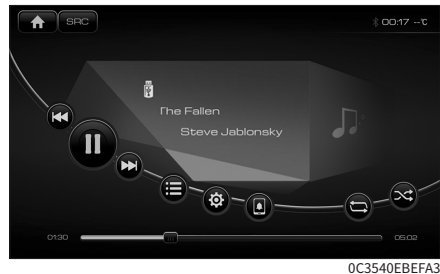 SRC
00:17 --°C
The Fallen
Steve Jablonsky
01:30
05:02
0C3540EBEFA3